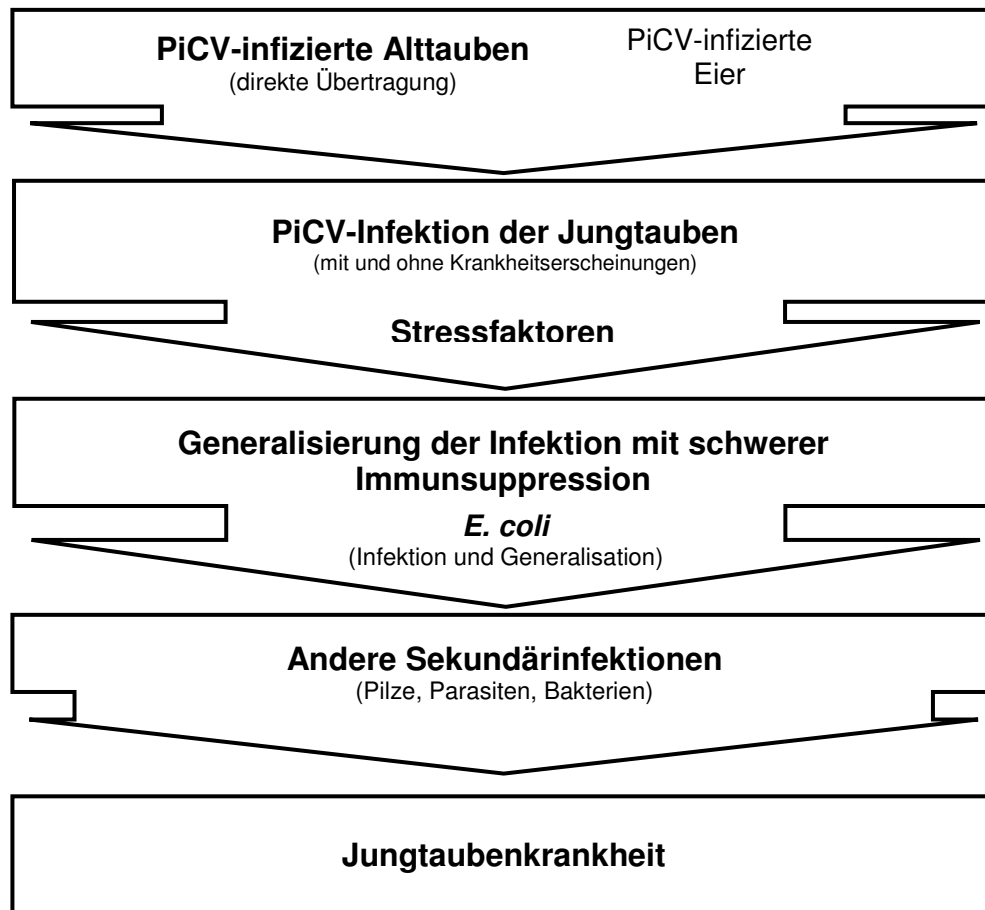 PiCV-infizierte Alttauben
(direkte Übertragung)
PiCV-infizierte
Eier
PiCV-Infektion der Jungtauben
(mit und ohne Krankheitserscheinungen)
Stressfaktoren
Generalisierung der Infektion mit schwerer
Immunsuppression
E. coli
(Infektion und Generalisation)
Andere Sekundärinfektionen
(Pilze, Parasiten, Bakterien)
Jungtaubenkrankheit